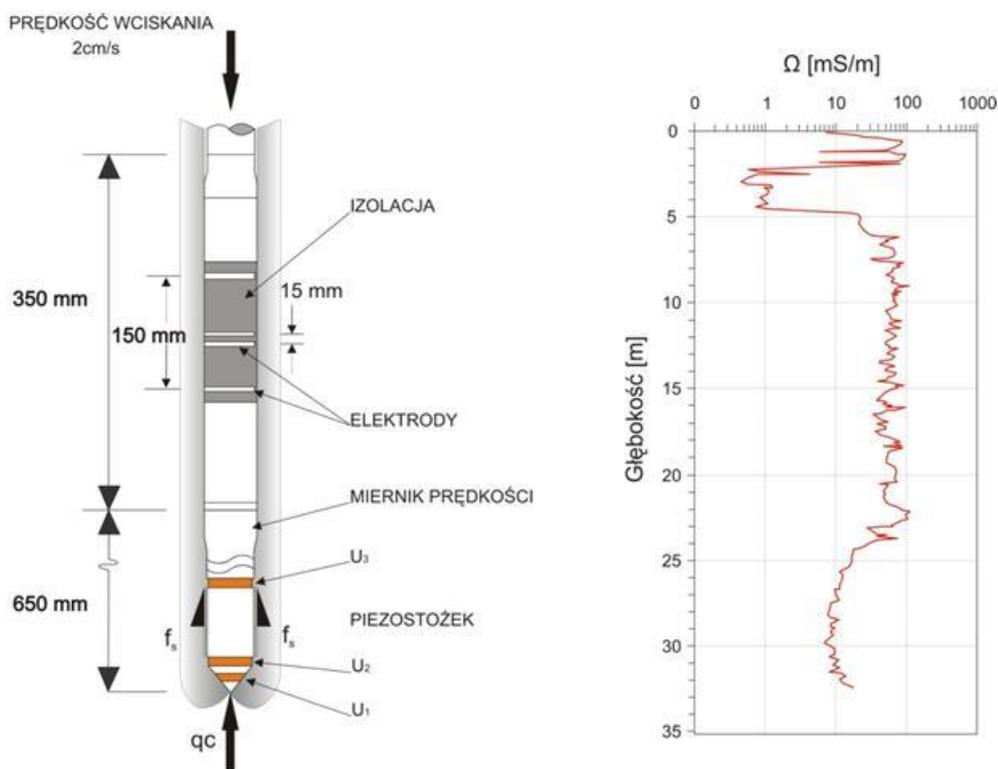 PRĘDKOŚĆ WCISKANIA
2cm/s
IZOLACJA
15 mm
350 mm
150 mm
ELEKTRODY
MIERNIK PRĘDKOŚCI
U₃
650 mm
PIEZOSTOŻEK
fₛ
fₛ
U₂
U₁
qc
Ω [mS/m]
0 1 10 100 1000
Głębokość [m]
0
5
10
15
20
25
30
35